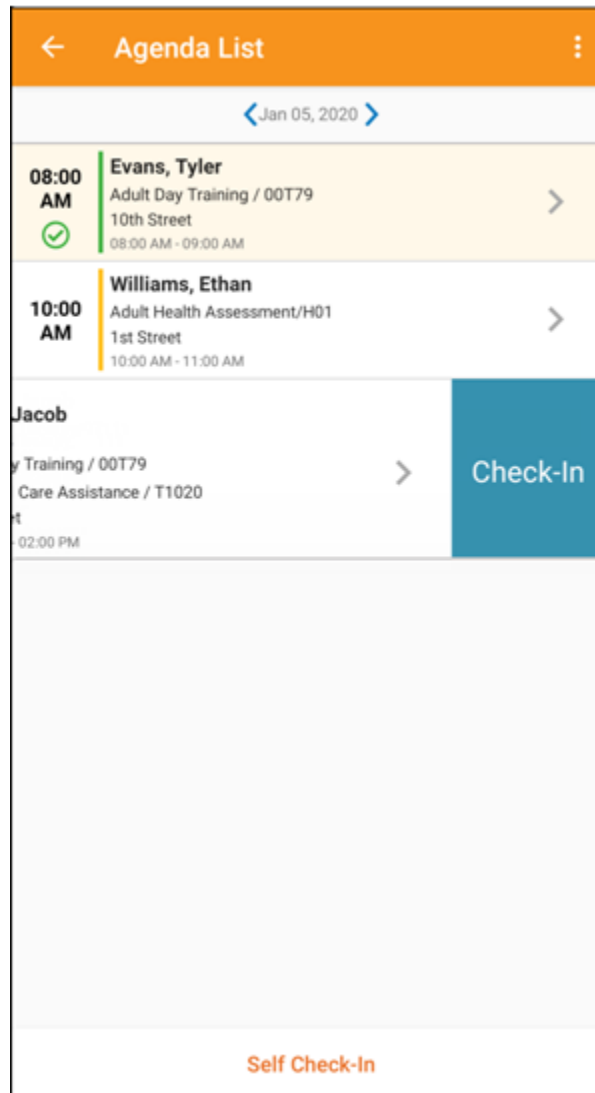 Agenda List
Jan 05, 2020
08:00
AM
Evans, Tyler
Adult Day Training / 00T79
10th Street
08:00 AM - 09:00 AM
10:00
AM
Williams, Ethan
Adult Health Assessment/H01
1st Street
10:00 AM - 11:00 AM
Jacob
y Training / 00T79
Care Assistance / T1020
et
- 02:00 PM
Check-In
Self Check-In